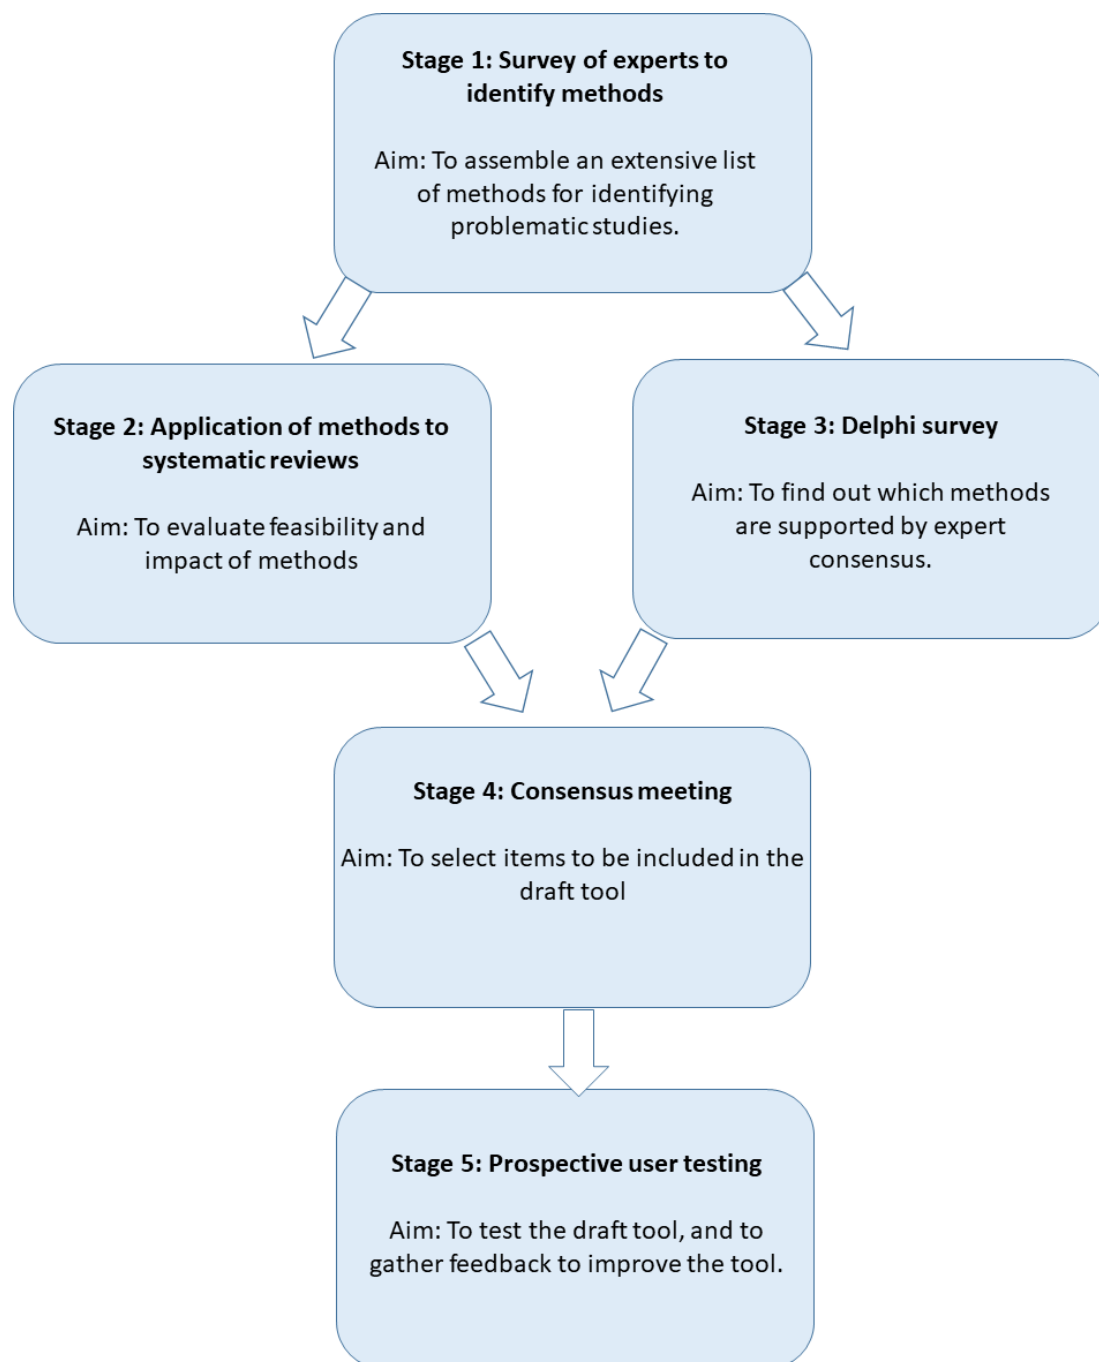 Stage 1: Survey of experts to
identify methods
Aim: To assemble an extensive list
of methods for identifying
problematic studies.
Stage 2: Application of methods to
systematic reviews
Aim: To evaluate feasibility and
impact of methods
Stage 3: Delphi survey
Aim: To find out which methods
are supported by expert
consensus.
Stage 4: Consensus meeting
Aim: To select items to be included in the
draft tool
Stage 5: Prospective user testing
Aim: To test the draft tool, and to
gather feedback to improve the tool.